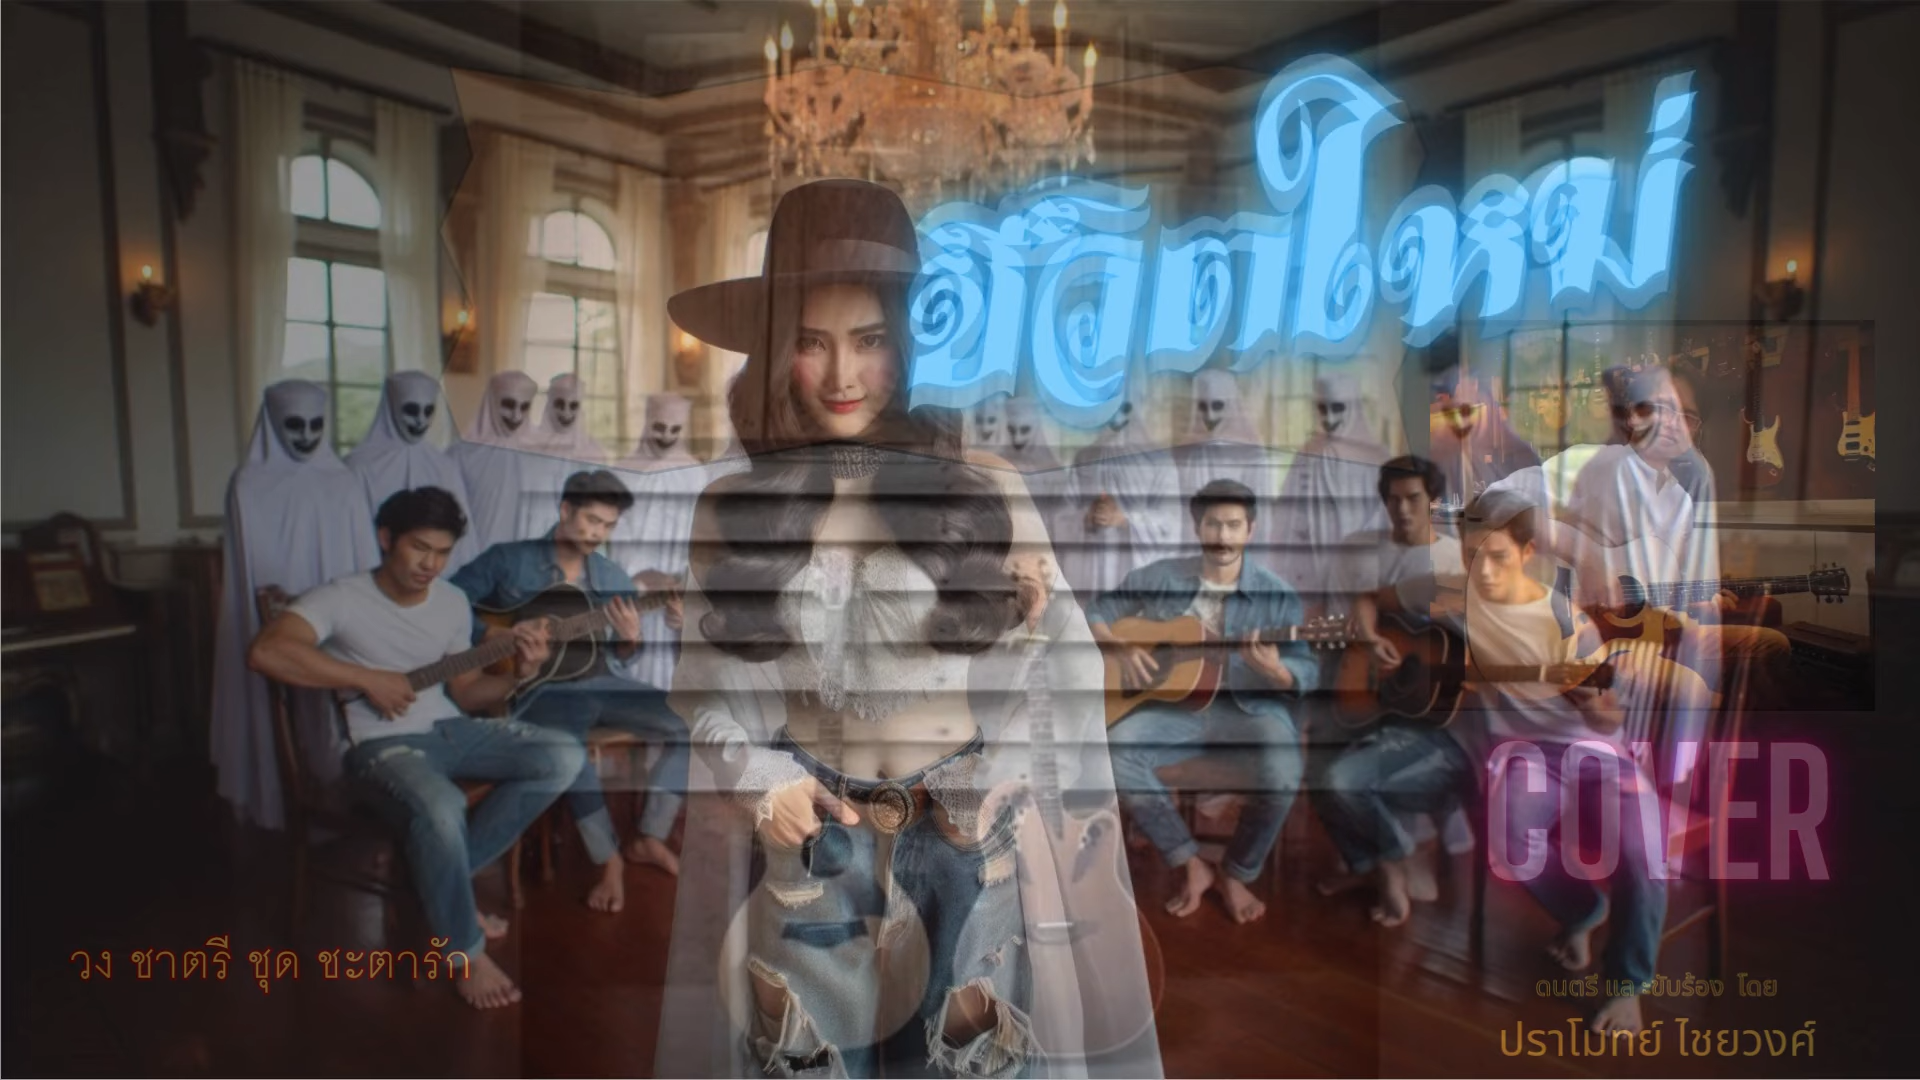 ชีวิตใหม่
COVER
วง ชาตรี ชุด ชะตารัก
ดนตรี และขับร้อง โดย
ปราโมทย์ ไชยวงศ์